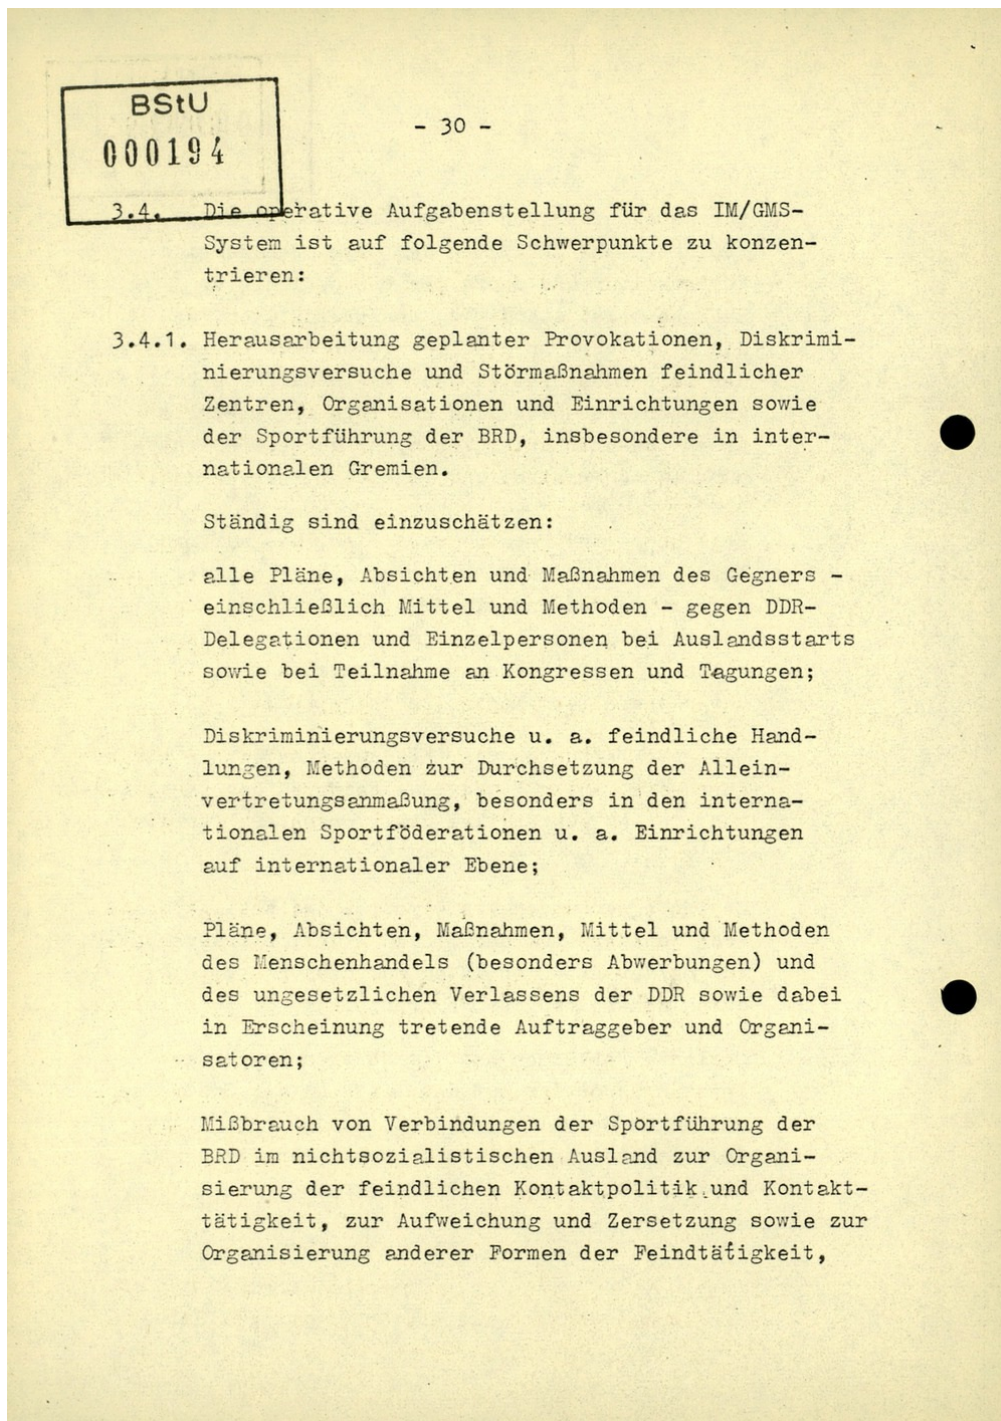 BStU
000194
- 30 -
3.4. Die operative Aufgabenstellung für das IM/GMS-
System ist auf folgende Schwerpunkte zu konzen-
trieren:
3.4.1. Herausarbeitung geplanter Provokationen, Diskrimi-
nierungsversuche und Störmaßnahmen feindlicher
Zentren, Organisationen und Einrichtungen sowie
der Sportführung der BRD, insbesondere in inter-
nationalen Gremien.
Ständig sind einzuschätzen:
alle Pläne, Absichten und Maßnahmen des Gegners -
einschließlich Mittel und Methoden - gegen DDR-
Delegationen und Einzelpersonen bei Auslandsstarts
sowie bei Teilnahme an Kongressen und Tagungen;
Diskriminierungsversuche u. a. feindliche Hand-
lungen, Methoden zur Durchsetzung der Allein-
vertretungsanmaßung, besonders in den interna-
tionalen Sportföderationen u. a. Einrichtungen
auf internationaler Ebene;
Pläne, Absichten, Maßnahmen, Mittel und Methoden
des Menschenhandels (besonders Abwerbungen) und
des ungesetzlichen Verlassens der DDR sowie dabei
in Erscheinung tretende Auftraggeber und Organi-
satoren;
Mißbrauch von Verbindungen der Sportführung der
BRD im nichtsozialistischen Ausland zur Organi-
sierung der feindlichen Kontaktpolitik und Kontakt-
tätigkeit, zur Aufweichung und Zersetzung sowie zur
Organisierung anderer Formen der Feindtätigkeit,